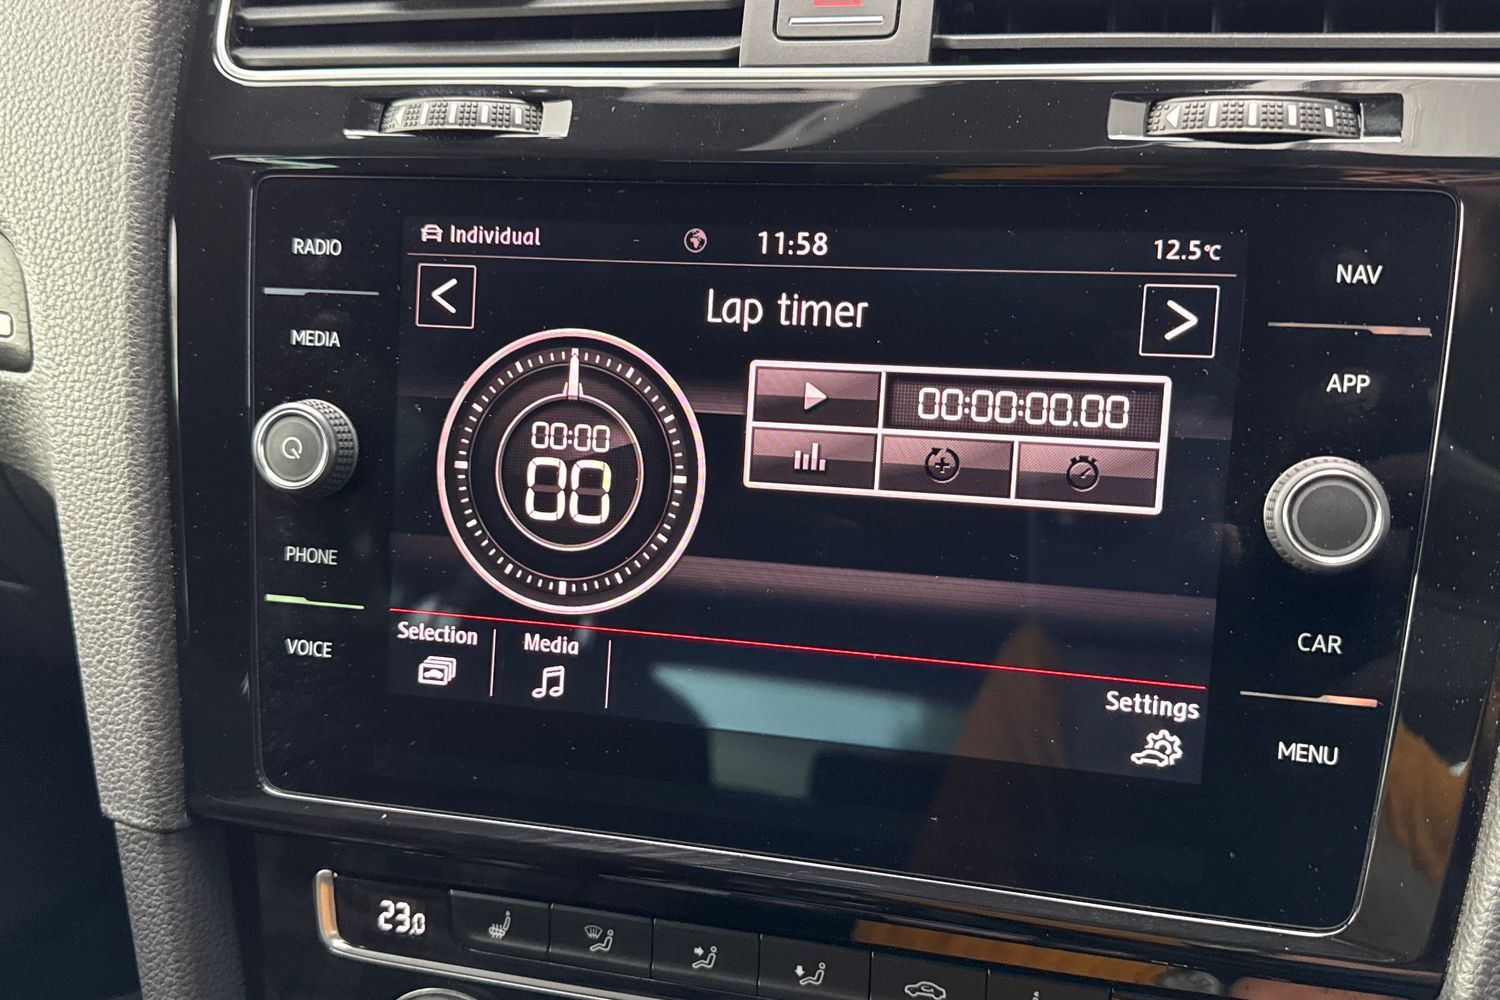 RADIO
MEDIA
PHONE
VOICE
Individual
11:58
12.5°C
<
Lap timer
>
00:00
00
00:00:00.00
Selection
Media
Settings
NAV
APP
CAR
MENU
23.0